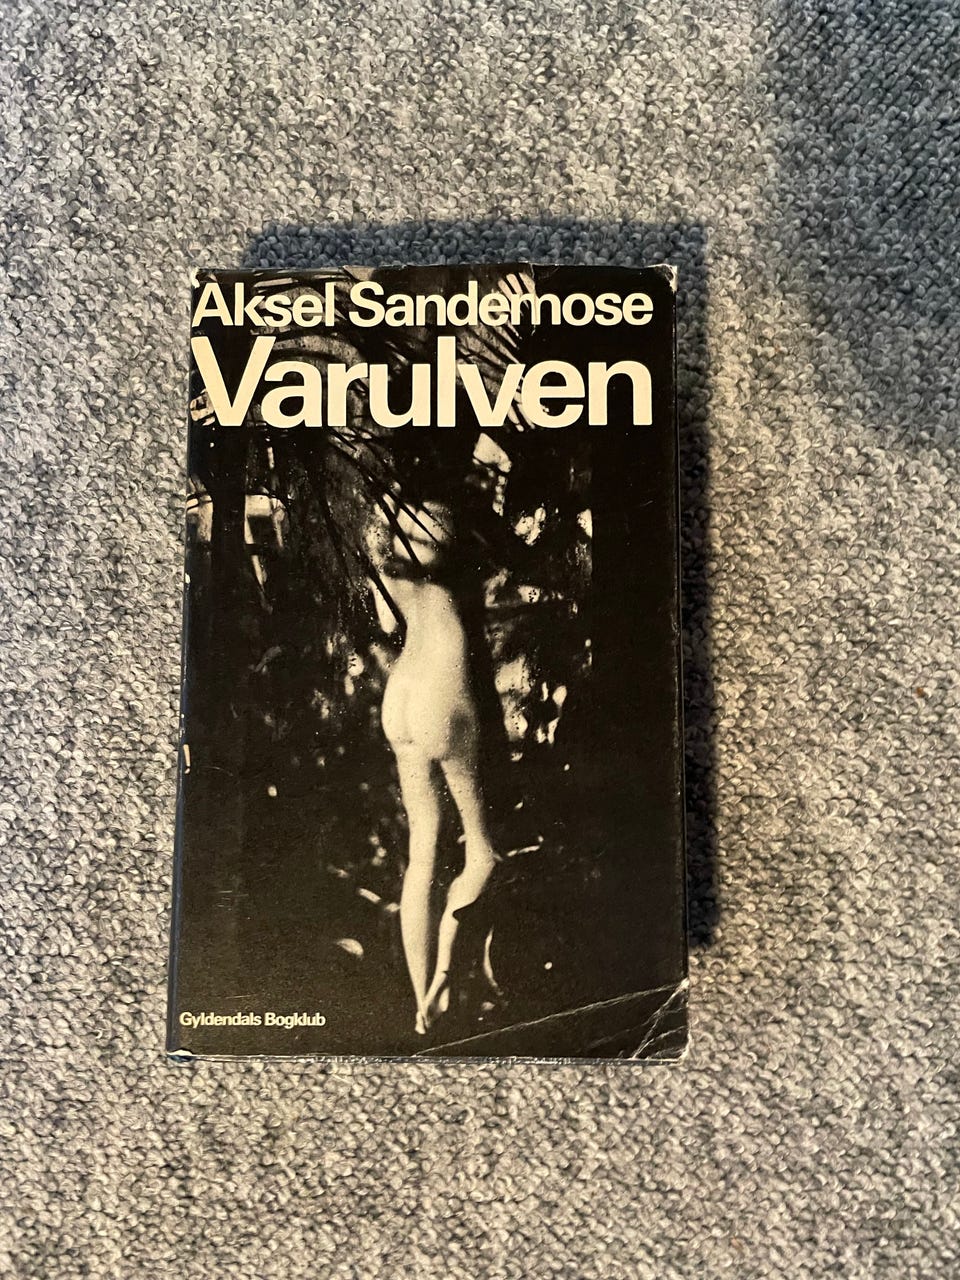 Aksel Sandemose
Varulven
Gyldendals Bogklub